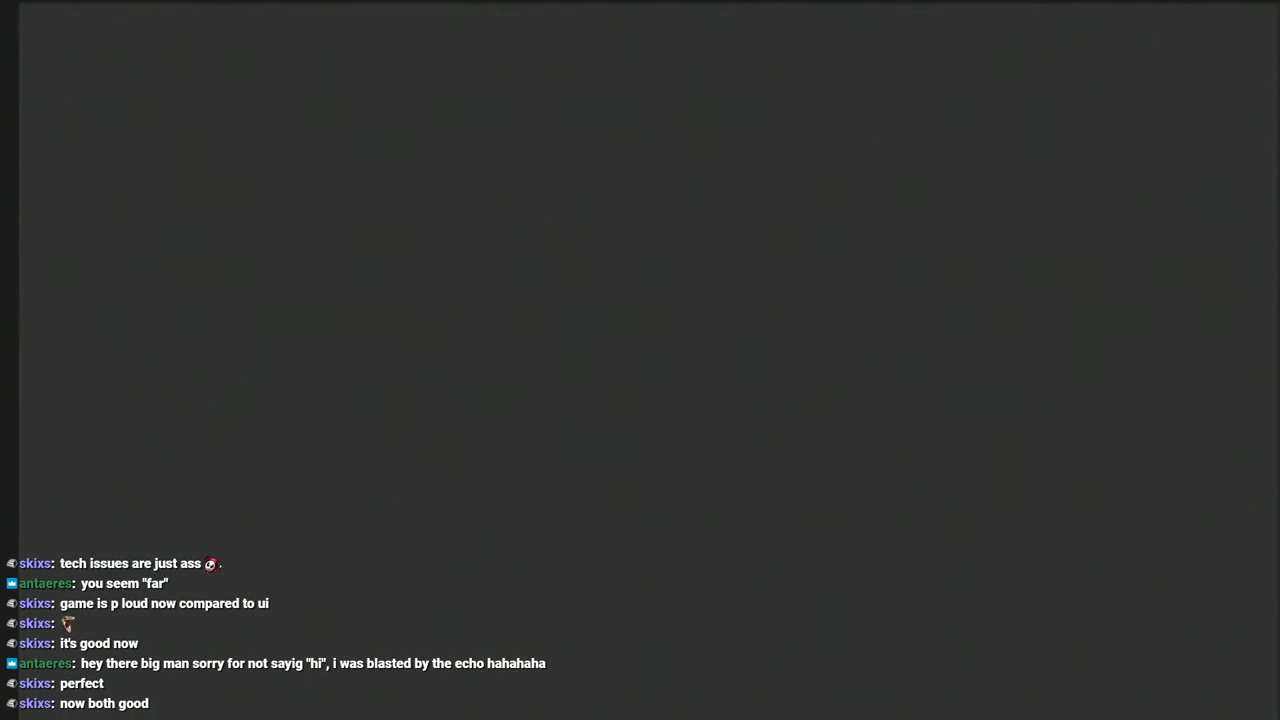 skixs: tech issues are just ass
antaeres: you seem "far"
skixs: game is p loud now compared to ui
skixs:
skixs: it's good now
antaeres: hey there big man sorry for not sayig "hi", i was blasted by the echo hahahaha
skixs: perfect
skixs: now both good